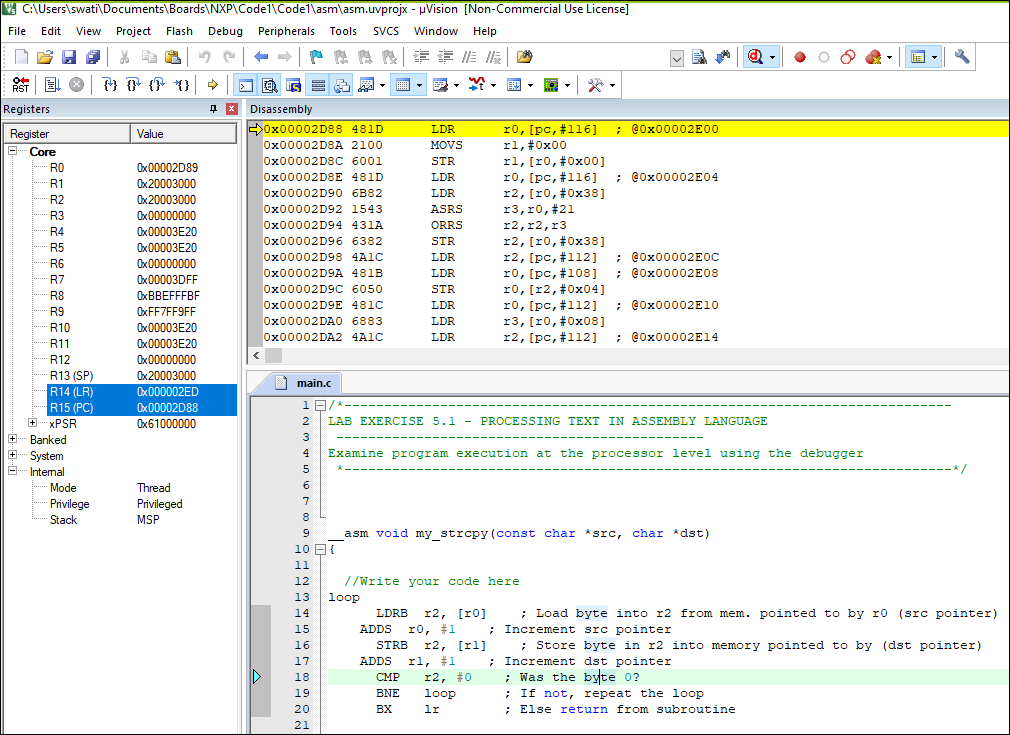 C:\Users\swati\Documents\Boards\NXP\Code1\Code1\asm\asm.uvprojx - µVision  [Non-Commercial Use License]
File Edit View Project Flash Debug Peripherals Tools SVCS Window Help
RST
Registers
Register Value
Core
R0 0x00002D89
R1 0x20003000
R2 0x20003000
R3 0x00000000
R4 0x00003E20
R5 0x00003E20
R6 0x00000000
R7 0x00003DFF
R8 0xBBEFFFBF
R9 0xFF7FF9FF
R10 0x00003E20
R11 0x00003E20
R12 0x00000000
R13 (SP) 0x20003000
R14 (LR) 0x000002ED
R15 (PC) 0x00002D88
xPSR 0x61000000
Banked
System
Internal
Mode Thread
Privilege Privileged
Stack MSP
Disassembly
0x00002D88 481D LDR r0,[pc,#116] ; @0x00002E00
0x00002D8A 2100 MOVS r1,#0x00
0x00002D8C 6001 STR r1,[r0,#0x00]
0x00002D8E 481D LDR r0,[pc,#116] ; @0x00002E04
0x00002D90 6B82 LDR r2,[r0,#0x38]
0x00002D92 1543 ASRS r3,r0,#21
0x00002D94 431A ORRS r2,r2,r3
0x00002D96 6382 STR r2,[r0,#0x38]
0x00002D98 4A1C LDR r2,[pc,#112] ; @0x00002E0C
0x00002D9A 481B LDR r0,[pc,#108] ; @0x00002E08
0x00002D9C 6050 STR r0,[r2,#0x04]
0x00002D9E 481C LDR r0,[pc,#112] ; @0x00002E10
0x00002DA0 6883 LDR r3,[r0,#0x08]
0x00002DA2 4A1C LDR r2,[pc,#112] ; @0x00002E14
main.c
1 /*----------------------------------------------------------------------------
2 LAB EXERCISE 5.1 - PROCESSING TEXT IN ASSEMBLY LANGUAGE
3 ----------------------------------------------
4 Examine program execution at the processor level using the debugger
5 *----------------------------------------------------------------------------*/
6
7
8
9 __asm void my_strcpy(const char *src, char *dst)
10 {
11
12 //Write your code here
13 loop
14 LDRB r2, [r0] ; Load byte into r2 from mem. pointed to by r0 (src pointer)
15 ADDS r0, #1 ; Increment src pointer
16 STRB r2, [r1] ; Store byte in r2 into memory pointed to by (dst pointer)
17 ADDS r1, #1 ; Increment dst pointer
18 CMP r2, #0 ; Was the byte 0?
19 BNE loop ; If not, repeat the loop
20 BX lr ; Else return from subroutine
21